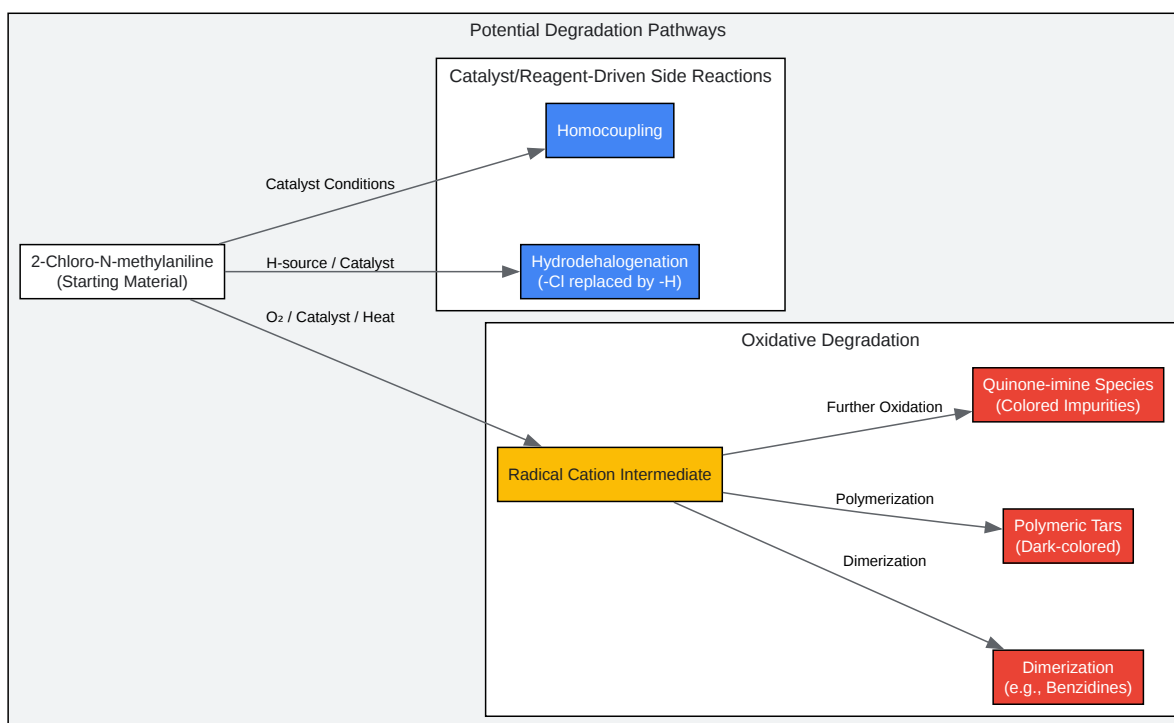 Potential Degradation Pathways
Catalyst/Reagent-Driven Side Reactions
Homocoupling
Catalyst Conditions
2-Chloro-N-methylaniline
(Starting Material)
H-source / Catalyst
Hydrodehalogenation
(-Cl replaced by -H)
O₂ / Catalyst / Heat
Oxidative Degradation
Quinone-imine Species
(Colored Impurities)
Further Oxidation
Radical Cation Intermediate
Polymerization
Polymeric Tars
(Dark-colored)
Dimerization
Dimerization
(e.g., Benzidines)